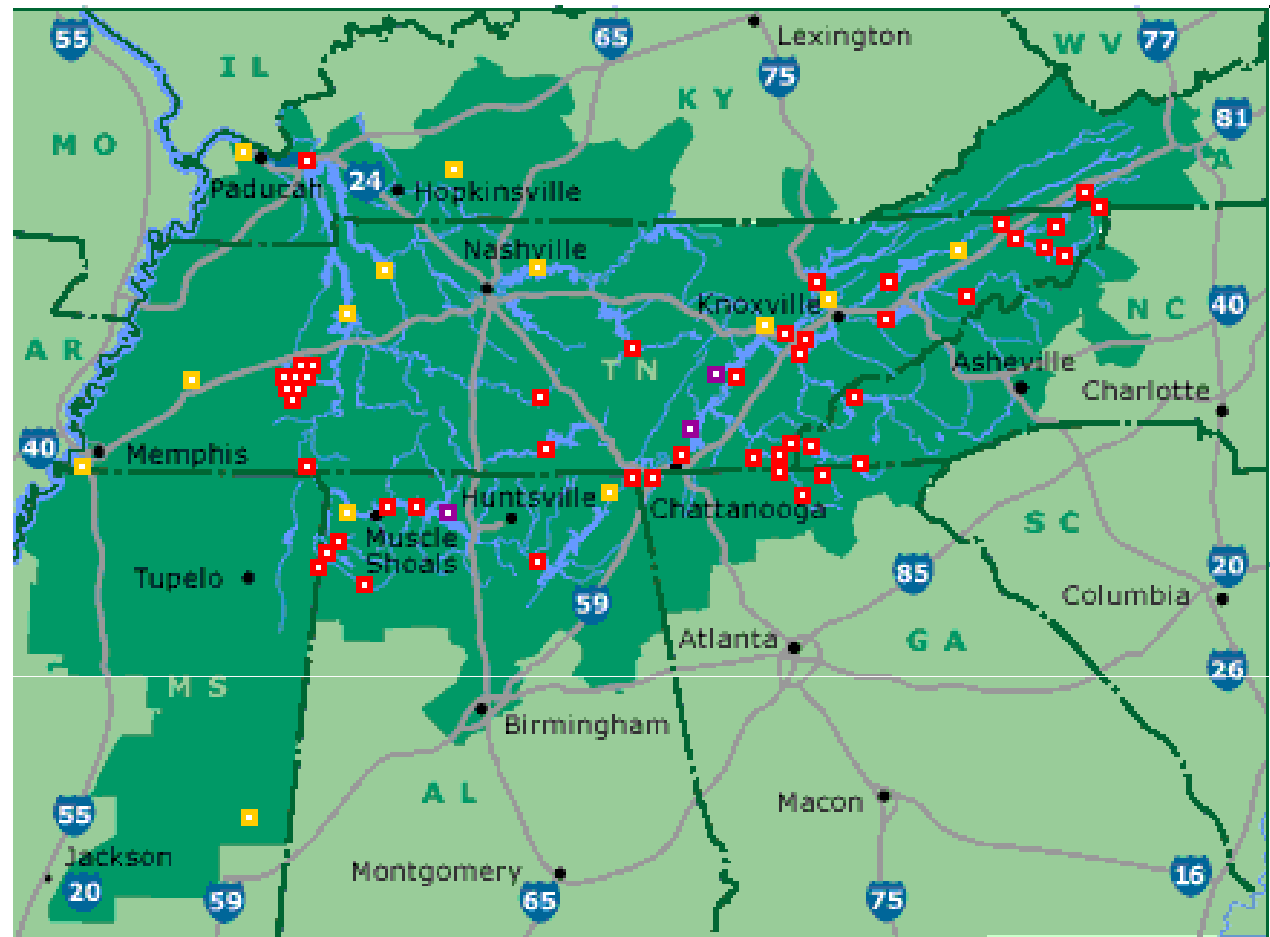 55
65
Lexington
W V
77
I L
75
K Y
81
M O
A
Paducah
24
Hopkinsville
Nashville
Knoxville
N C
40
A R
T N
Asheville
Charlotte
40
Memphis
Huntsville
Chattanooga
S C
Muscle
Shoals
Tupelo
85
20
59
Columbia
Atlanta
G A
26
M S
Birmingham
A L
55
Macon
Jackson
Montgomery
20
59
65
75
16